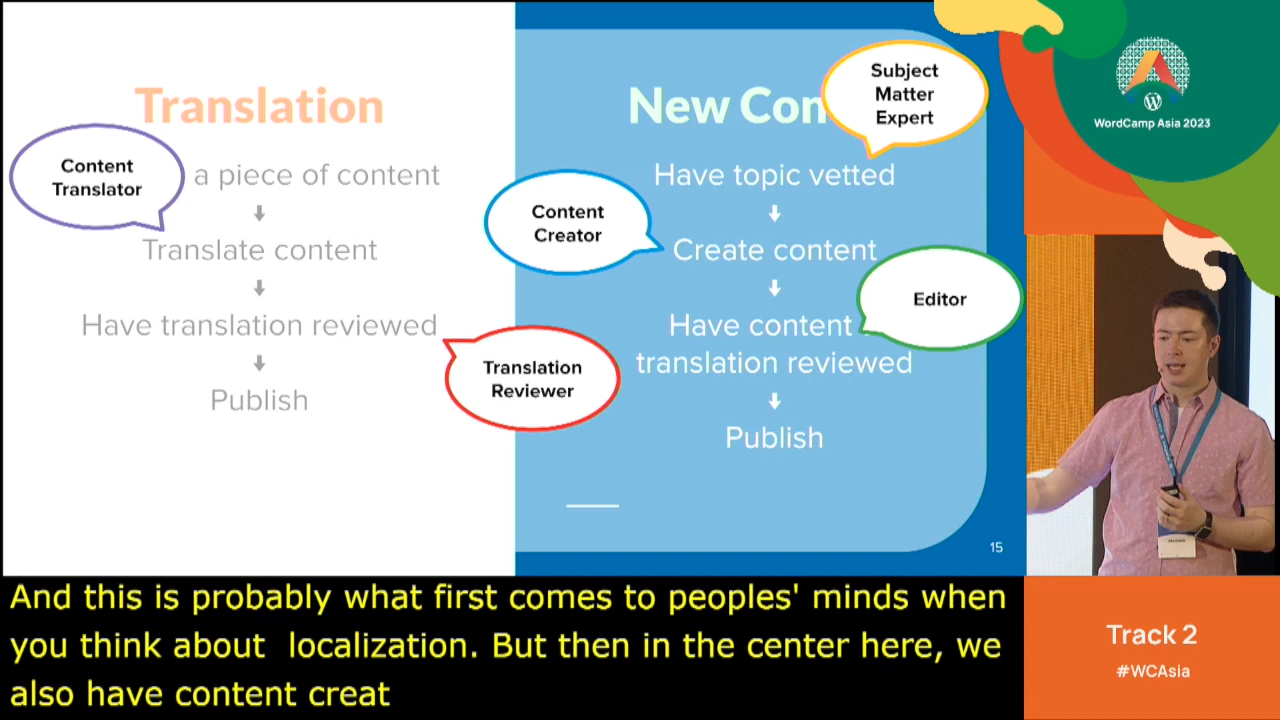 Translation
Content
Translator
a piece of content
Translate content
Have translation reviewed
Publish
Translation
Reviewer
New Con
Subject
Matter
Expert
Have topic vetted
Content
Creator
Create content
Editor
Have content
translation reviewed
Publish
15
WordCamp Asia 2023
And this is probably what first comes to peoples' minds when
you think about localization. But then in the center here, we
also have content creat
Track 2
#WCAsia